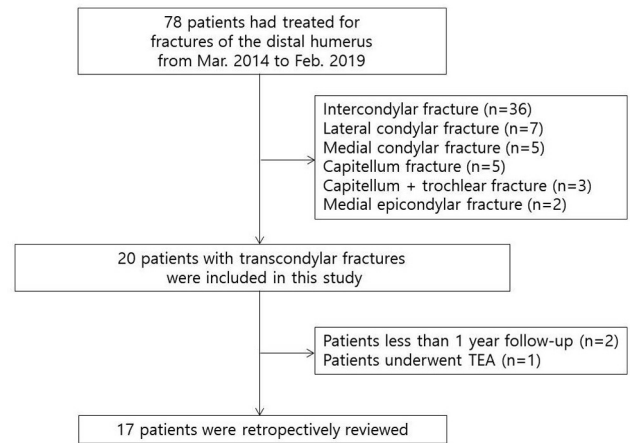 78 patients had treated for
fractures of the distal humerus
from Mar. 2014 to Feb. 2019
Intercondylar fracture (n=36)
Lateral condylar fracture (n=7)
Medial condylar fracture (n=5)
Capitellum fracture (n=5)
Capitellum + trochlear fracture (n=3)
Medial epicondylar fracture (n=2)
20 patients with transcondylar fractures
were included in this study
Patients less than 1 year follow-up (n=2)
Patients underwent TEA (n=1)
17 patients were retropectively reviewed